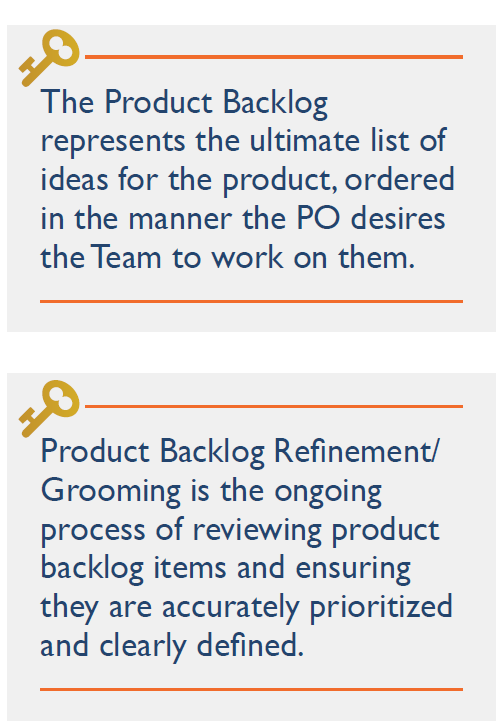 The Product Backlog
represents the ultimate list of
ideas for the product, ordered
in the manner the PO desires
the Team to work on them.
Product Backlog Refinement/
Grooming is the ongoing
process of reviewing product
backlog items and ensuring
they are accurately prioritized
and clearly defined.